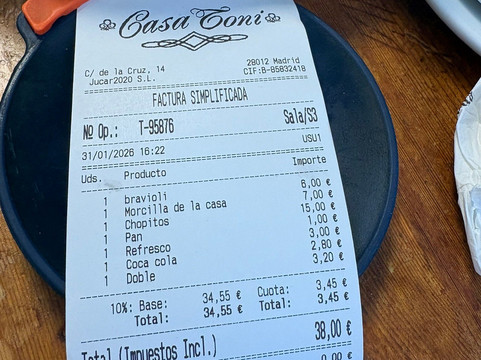 Casa Toni
C/ de la Cruz, 14 28012 Madrid
Jucar2020 S.L. CIF:B-85832418
FACTURA SIMPLIFICADA
Nº Op.: T-95876 Sala/S3
31/01/2026 16:22 USU1
Uds. Producto Importe
1 bravioli 6,00 €
1 Morcilla de la casa 7,00 €
1 Chopitos 15,00 €
1 Pan 1,00 €
1 Refresco 3,00 €
1 Coca cola 2,80 €
1 Doble 3,20 €
10%: Base: 34,55 € Cuota: 3,45 €
Total: 34,55 € Total: 3,45 €
Total (Impuestos Incl.) 38,00 €